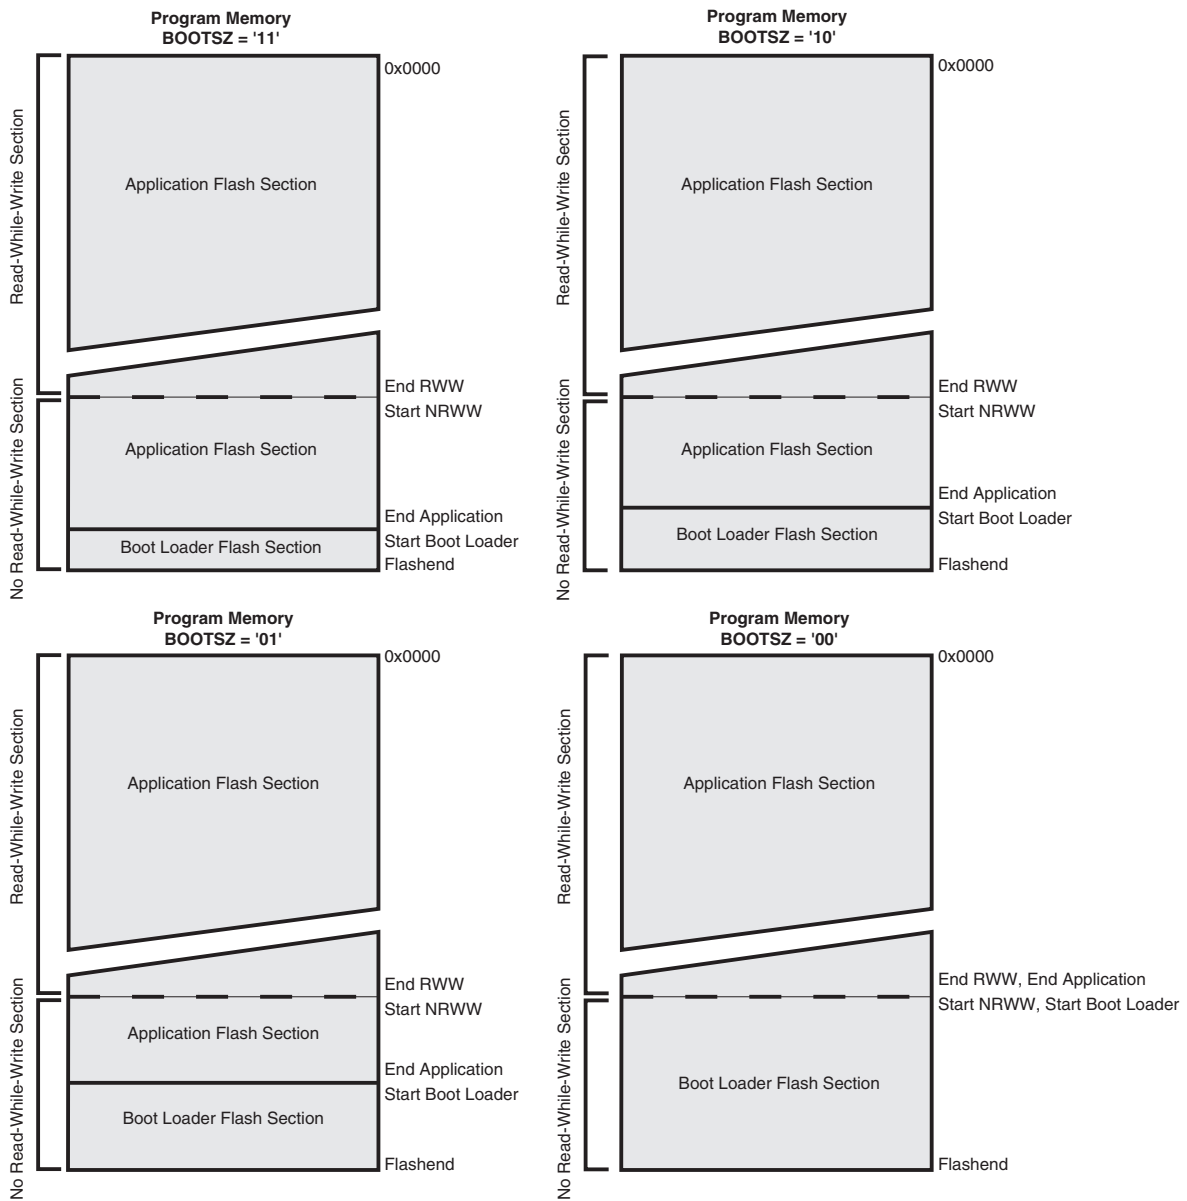 Program Memory
BOOTSZ = '11'
0x0000
Read-While-Write Section
Application Flash Section
End RWW
Start NRWW
No Read-While-Write Section
Application Flash Section
End Application
Start Boot Loader
Boot Loader Flash Section
Flashend
Program Memory
BOOTSZ = '10'
0x0000
Read-While-Write Section
Application Flash Section
End RWW
Start NRWW
No Read-While-Write Section
Application Flash Section
End Application
Start Boot Loader
Boot Loader Flash Section
Flashend
Program Memory
BOOTSZ = '01'
0x0000
Read-While-Write Section
Application Flash Section
End RWW
Start NRWW
No Read-While-Write Section
Application Flash Section
End Application
Start Boot Loader
Boot Loader Flash Section
Flashend
Program Memory
BOOTSZ = '00'
0x0000
Read-While-Write Section
Application Flash Section
End RWW, End Application
Start NRWW, Start Boot Loader
No Read-While-Write Section
Boot Loader Flash Section
Flashend